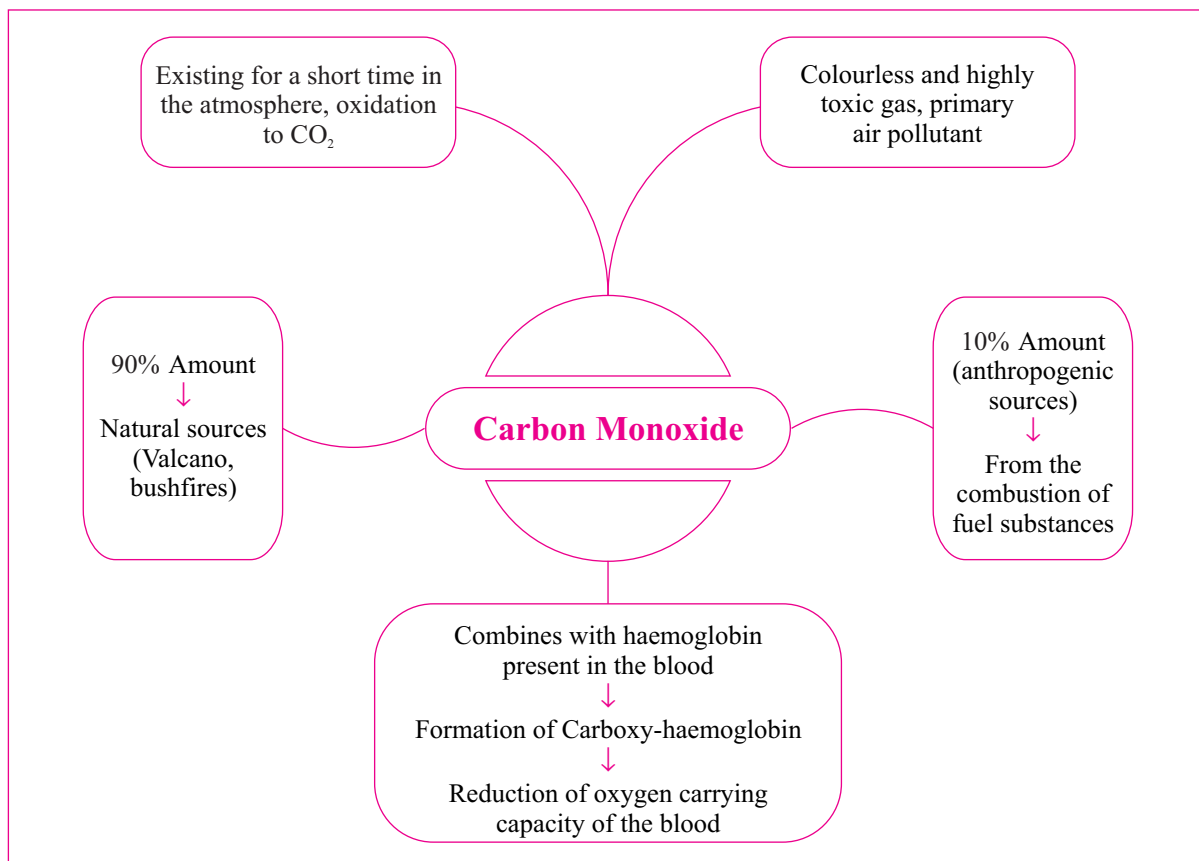 Existing for a short time in
the atmosphere, oxidation
to CO₂
Colourless and highly
toxic gas, primary
air pollutant
90% Amount
↓
Natural sources
(Valcano,
bushfires)
Carbon Monoxide
10% Amount
(anthropogenic
sources)
↓
From the
combustion of
fuel substances
Combines with haemoglobin
present in the blood
↓
Formation of Carboxy-haemoglobin
↓
Reduction of oxygen carrying
capacity of the blood